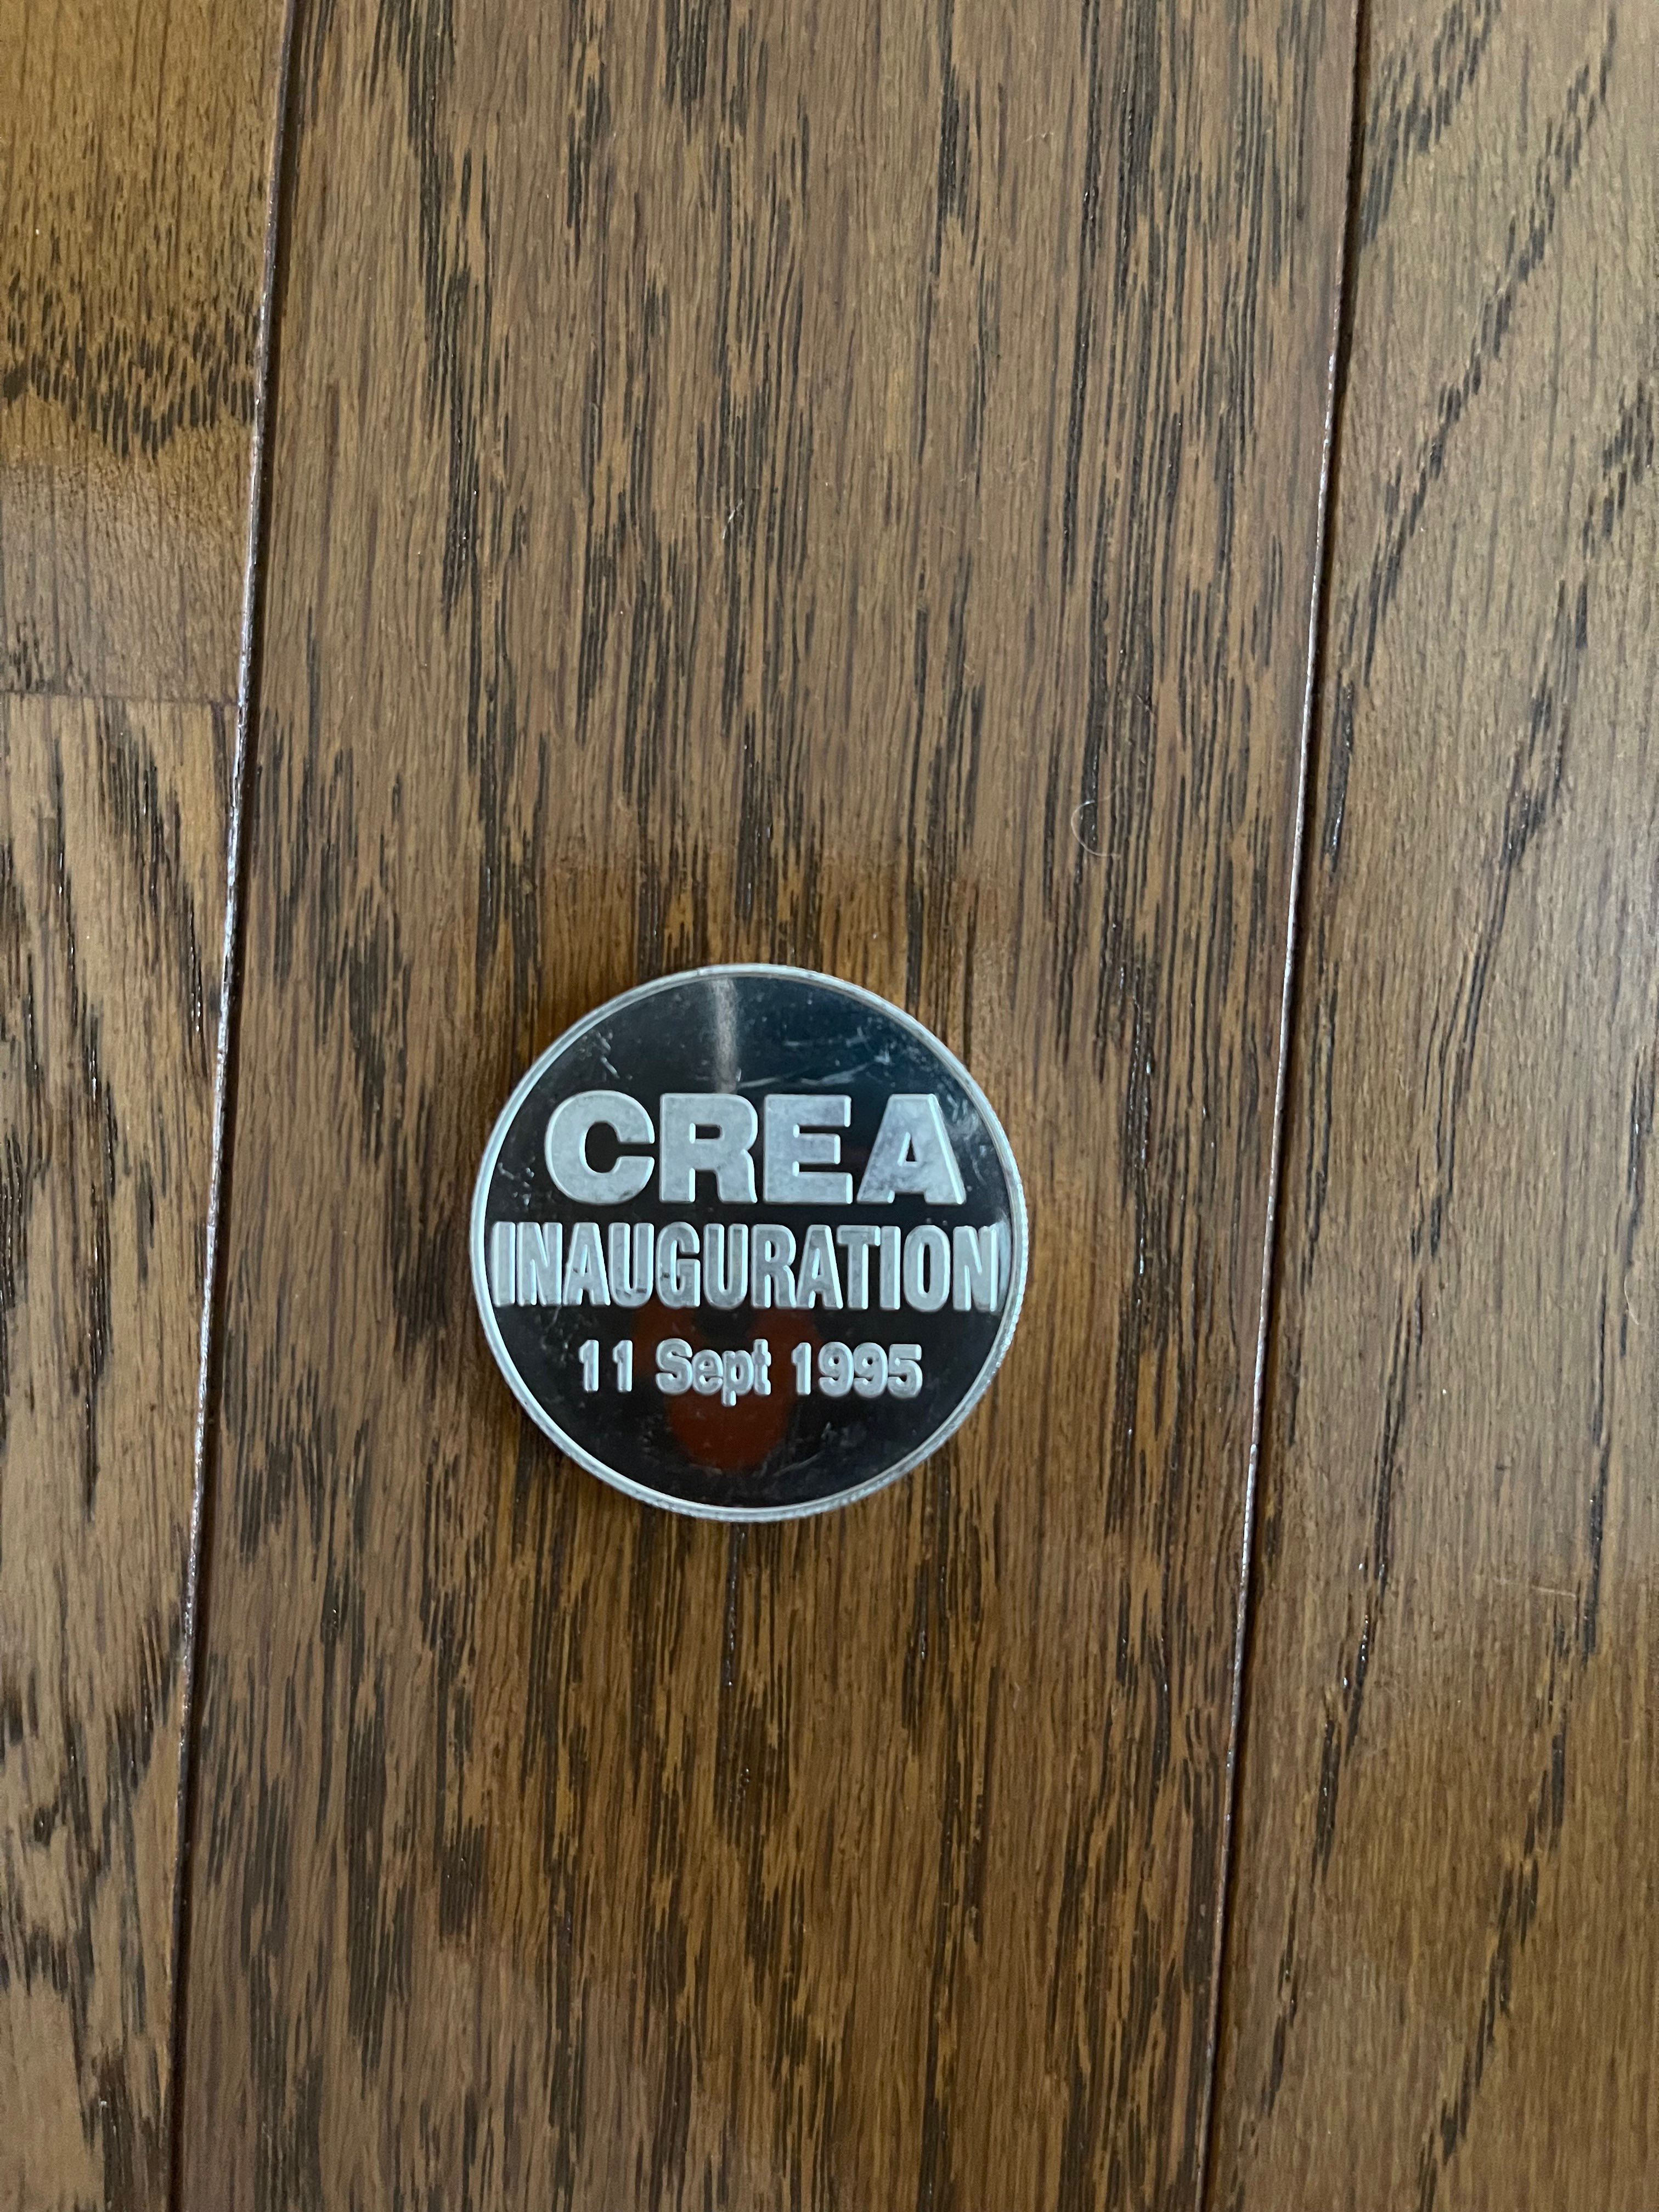 CREA
INAUGURATION
11 Sept 1995